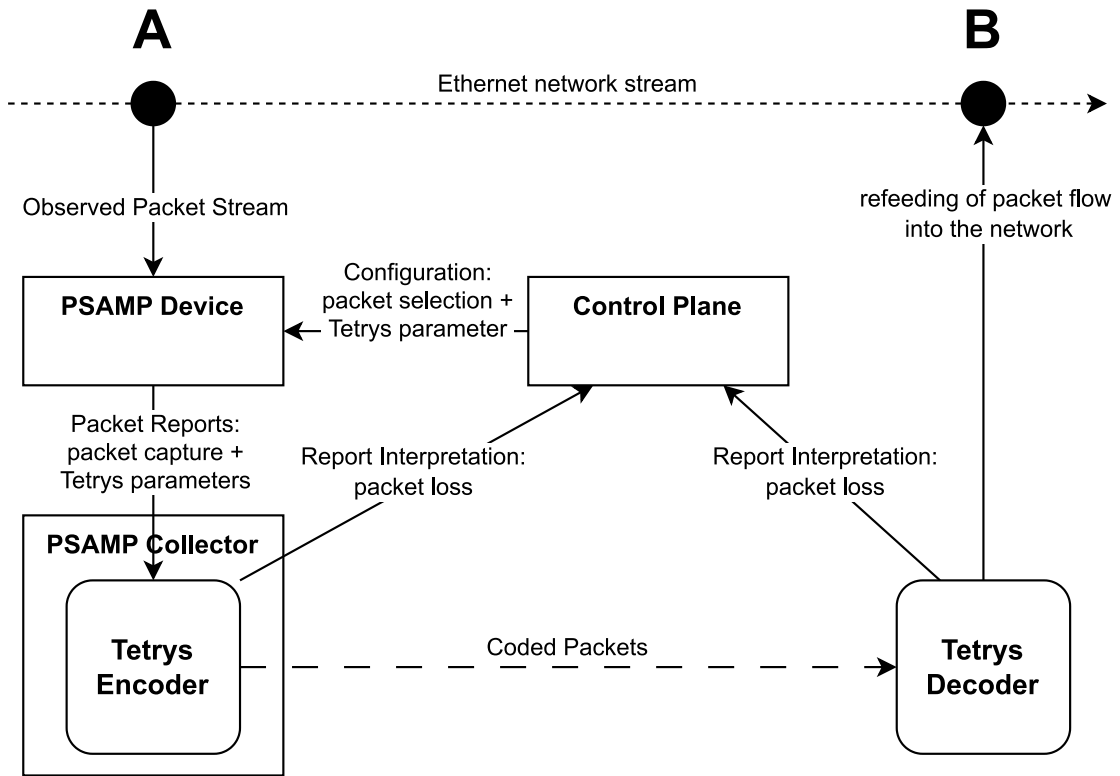 A
B
Ethernet network stream
Observed Packet Stream
refeeding of packet flow
into the network
PSAMP Device
Configuration:
packet selection +
Tetrys parameter
Control Plane
Packet Reports:
packet capture +
Tetrys parameters
Report Interpretation:
packet loss
Report Interpretation:
packet loss
PSAMP Collector
Tetrys
Encoder
Coded Packets
Tetrys
Decoder